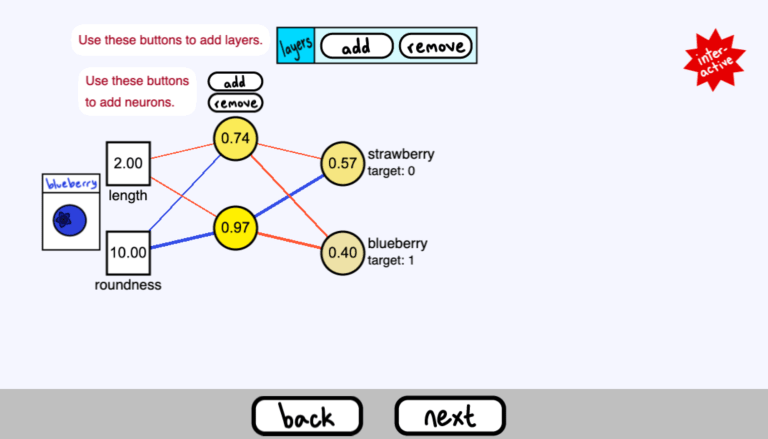 Use these buttons to add layers.
layers
add
remove
inter-
active
Use these buttons
to add neurons.
add
remove
0.74
2.00
length
0.57
strawberry
target: 0
blueberry
0.97
10.00
roundness
0.40
blueberry
target: 1
back
next